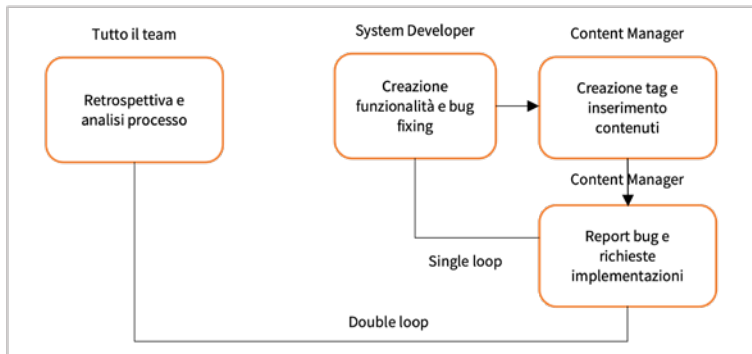 Tutto il team
System Developer
Content Manager
Retrospettiva e
analisi processo
Creazione
funzionalità e bug
fixing
Creazione tag e
inserimento
contenuti
Content Manager
Report bug e
richieste
implementazioni
Single loop
Double loop